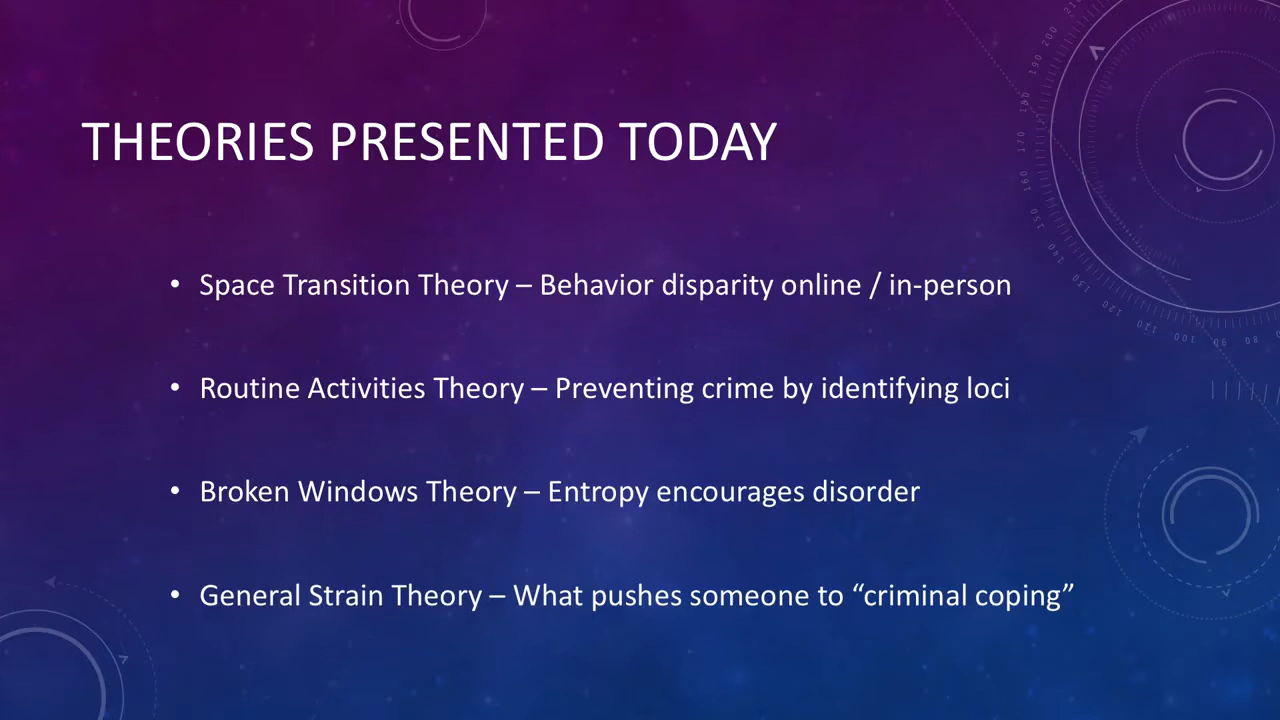 THEORIES PRESENTED TODAY
• Space Transition Theory – Behavior disparity online / in-person
• Routine Activities Theory – Preventing crime by identifying loci
• Broken Windows Theory – Entropy encourages disorder
• General Strain Theory – What pushes someone to “criminal coping”